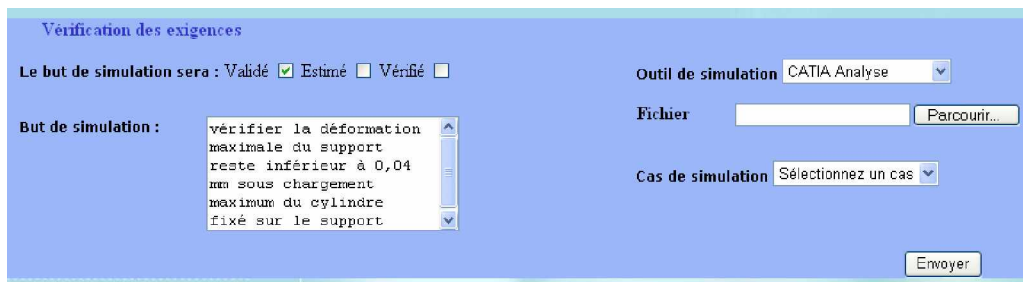 Vérification des exigences
Le but de simulation sera : Validé Estimé Vérifié
Outil de simulation CATIA Analyse
Fichier Parcourir...
But de simulation :
vérifier la déformation
maximale du support
reste inférieur à 0,04
mm sous chargement
maximum du cylindre
fixé sur le support
Cas de simulation Sélectionnez un cas
Envoyer